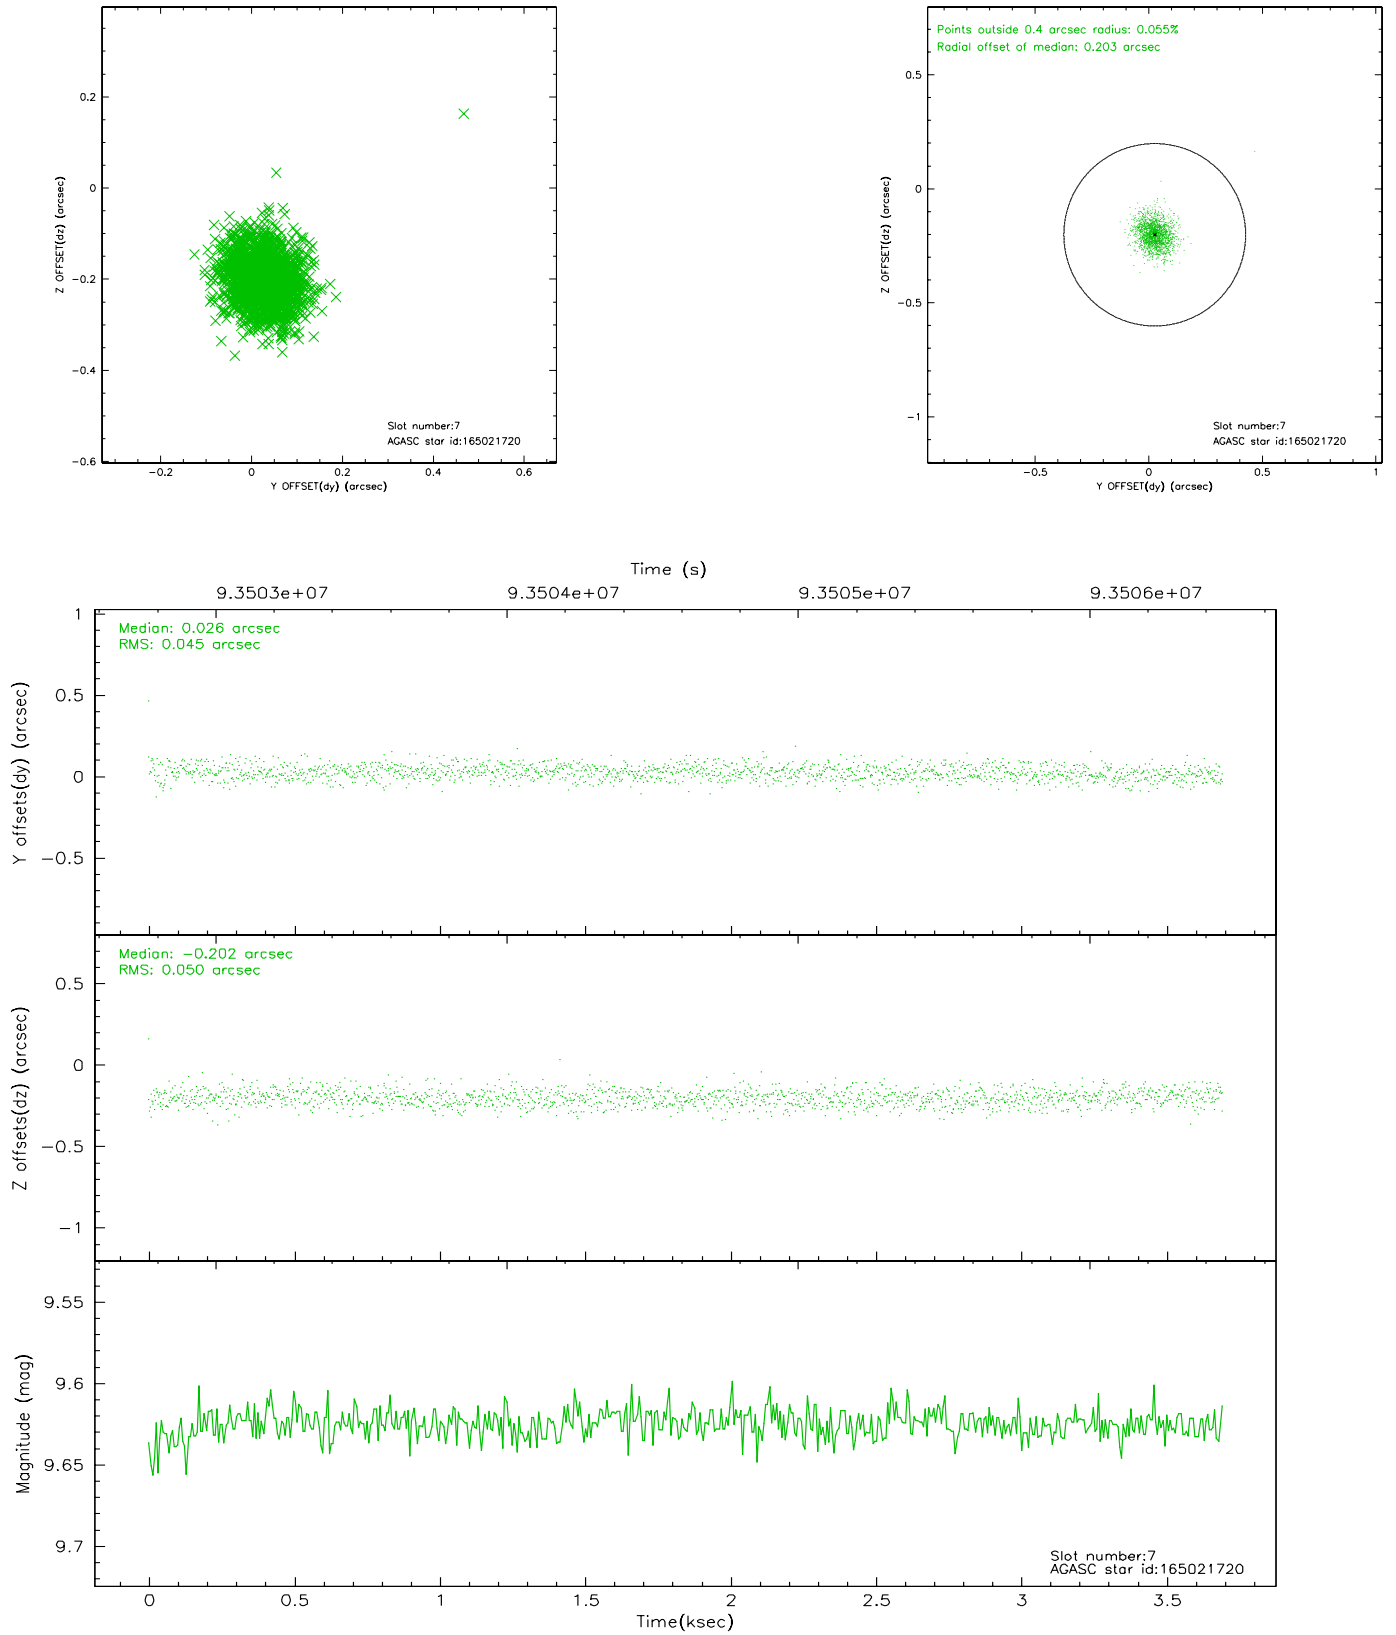 0.2
0
−0.2
−0.4
−0.6
Z OFFSET(dz) (arcsec)
Slot number:7
AGASC star id:165021720
−0.2
0
0.2
0.4
0.6
Y OFFSET(dy) (arcsec)
Points outside 0.4 arcsec radius: 0.055%
Radial offset of median: 0.203 arcsec
0.5
0
−0.5
−1
Z OFFSET(dz) (arcsec)
Slot number:7
AGASC star id:165021720
−0.5
0
0.5
1
Y OFFSET(dy) (arcsec)
Time (s)
9.3503e+07
9.3504e+07
9.3505e+07
9.3506e+07
Median: 0.026 arcsec
RMS: 0.045 arcsec
1
0.5
0
−0.5
Y offsets(dy) (arcsec)
Median: −0.202 arcsec
RMS: 0.050 arcsec
0.5
0
−0.5
−1
Z offsets(dz) (arcsec)
9.55
9.6
9.65
9.7
Magnitude (mag)
Slot number:7
AGASC star id:165021720
0
0.5
1
1.5
2
2.5
3
3.5
Time(ksec)